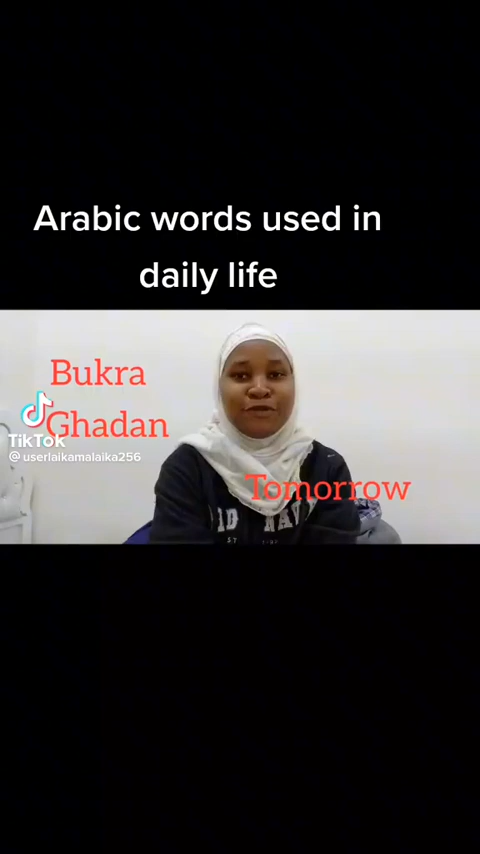 Arabic words used in
daily life
Bukra
Ghadan
TikTok
@userlaikamalaika256
Tomorrow